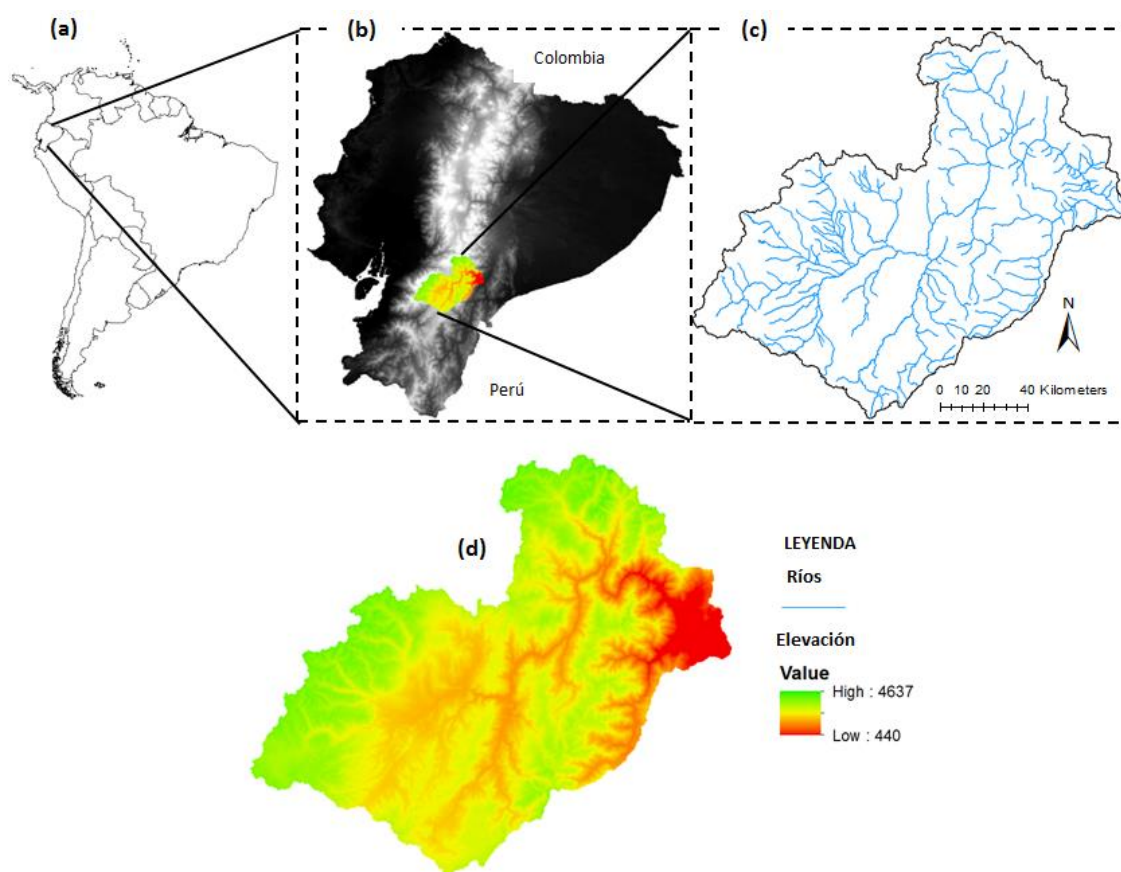 (a)
(b)
Colombia
Perú
(c)
N
0 10 20 40 Kilometers
(d)
LEYENDA
Ríos
Elevación
Value
High : 4637
Low : 440